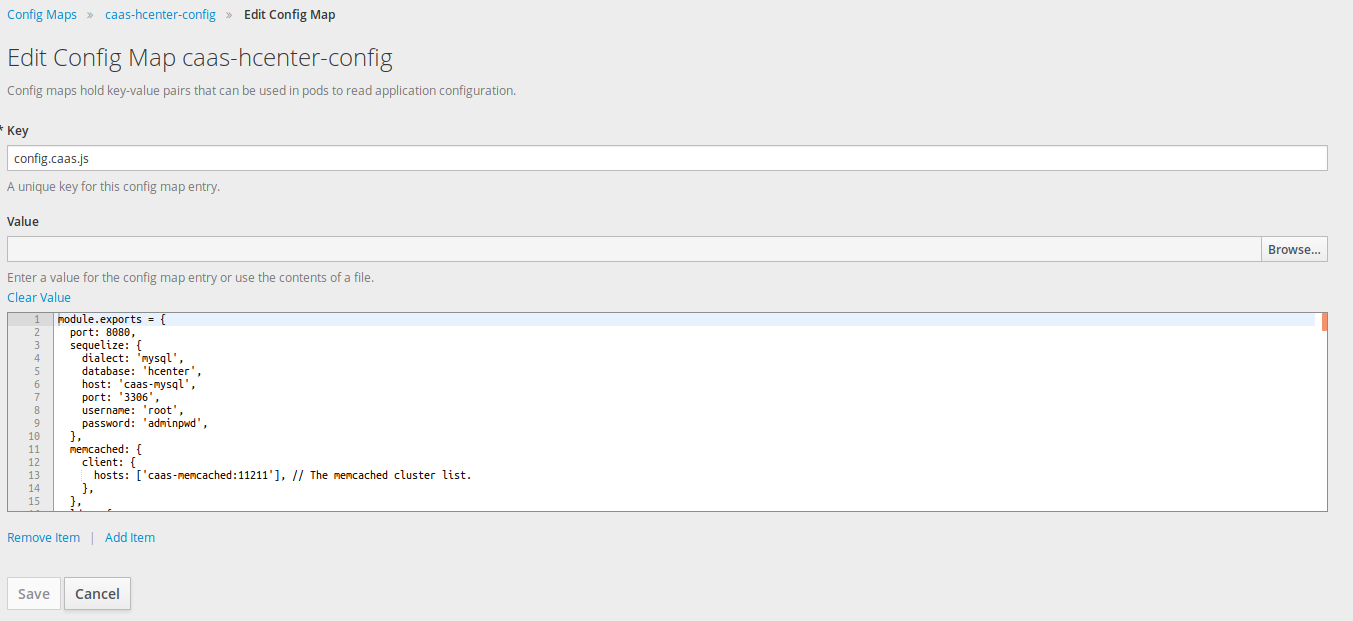 Config Maps » caas-hcenter-config » Edit Config Map
Edit Config Map caas-hcenter-config
Config maps hold key-value pairs that can be used in pods to read application configuration.
* Key
config.caas.js
A unique key for this config map entry.
Value
Browse...
Enter a value for the config map entry or use the contents of a file.
Clear Value
1 module.exports = {
2 port: 8080,
3 sequelize: {
4 dialect: 'mysql',
5 database: 'hcenter',
6 host: 'caas-mysql',
7 port: '3306',
8 username: 'root',
9 password: 'adminpwd',
10 },
11 memcached: {
12 client: {
13 hosts: ['caas-memcached:11211'], // The memcached cluster list.
14 },
15 },
Remove Item | Add Item
Save Cancel